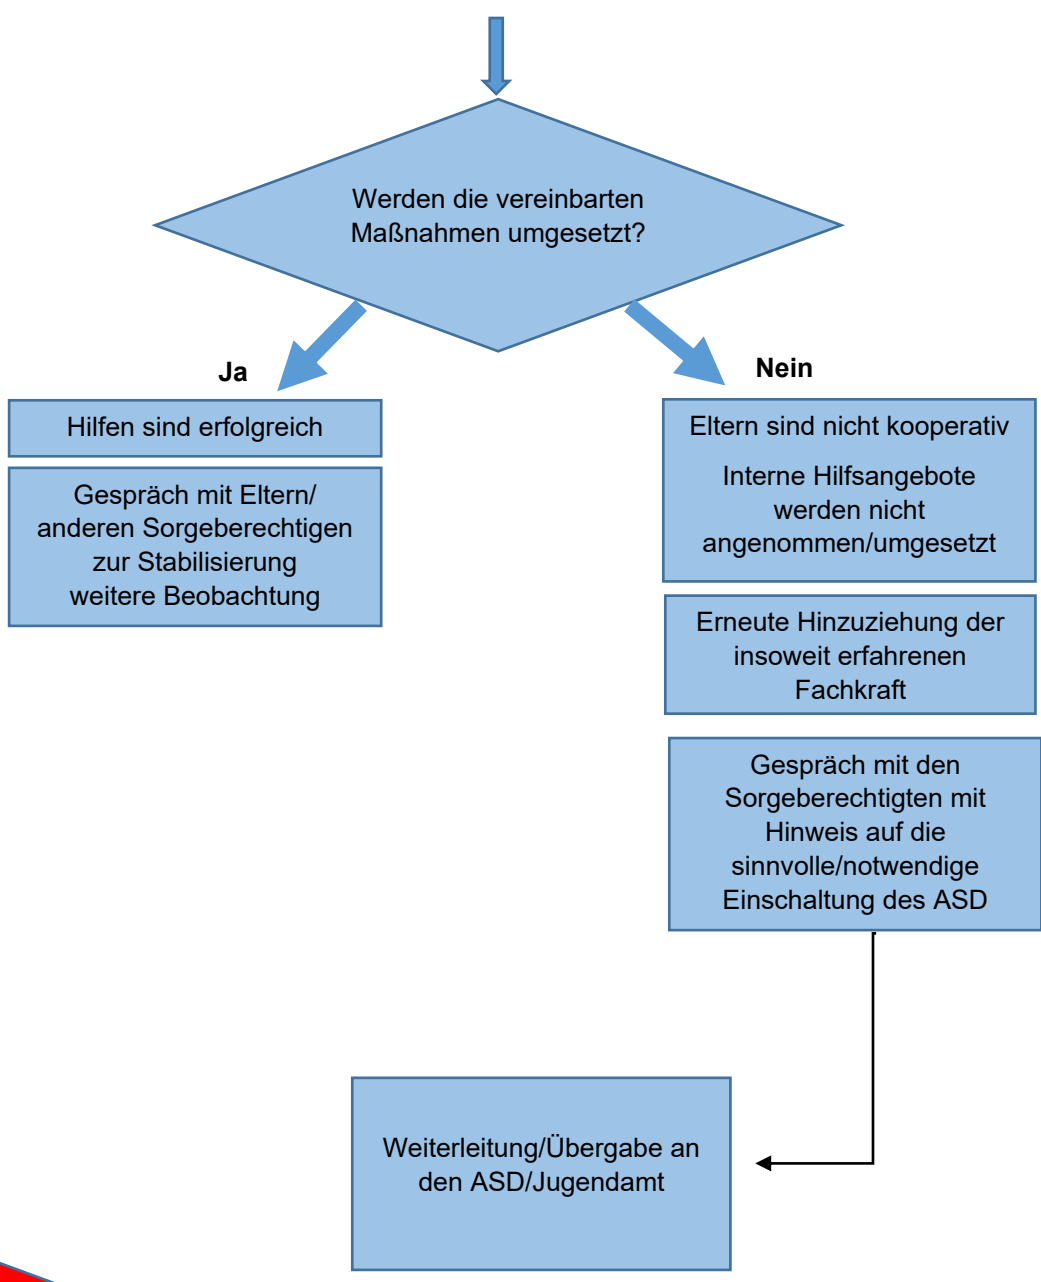 Werden die vereinbarten
Maßnahmen umgesetzt?
Ja
Hilfen sind erfolgreich
Gespräch mit Eltern/
anderen Sorgeberechtigen
zur Stabilisierung
weitere Beobachtung
Nein
Eltern sind nicht kooperativ
Interne Hilfsangebote
werden nicht
angenommen/umgesetzt
Erneute Hinzuziehung der
insoweit erfahrenen
Fachkraft
Gespräch mit den
Sorgeberechtigten mit
Hinweis auf die
sinnvolle/notwendige
Einschaltung des ASD
Weiterleitung/Übergabe an
den ASD/Jugendamt